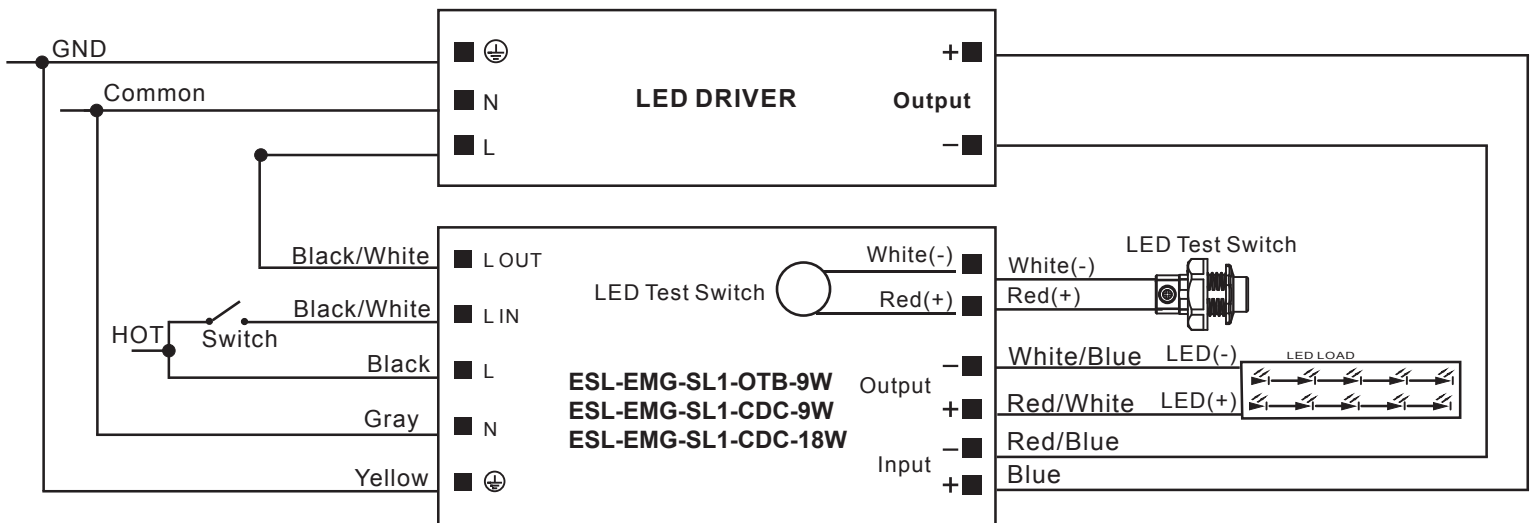 GND
+
Common
N
LED DRIVER
Output
L
−
Black/White
L OUT
White(-)
White(-)
LED Test Switch
LED Test Switch
Red(+)
Red(+)
Black/White
L IN
HOT
Switch
Black
L
ESL-EMG-SL1-OTB-9W
ESL-EMG-SL1-CDC-9W
ESL-EMG-SL1-CDC-18W
Output
−
+
White/Blue
LED(-)
LED LOAD
Red/White
LED(+)
Gray
N
Input
−
+
Red/Blue
Blue
Yellow